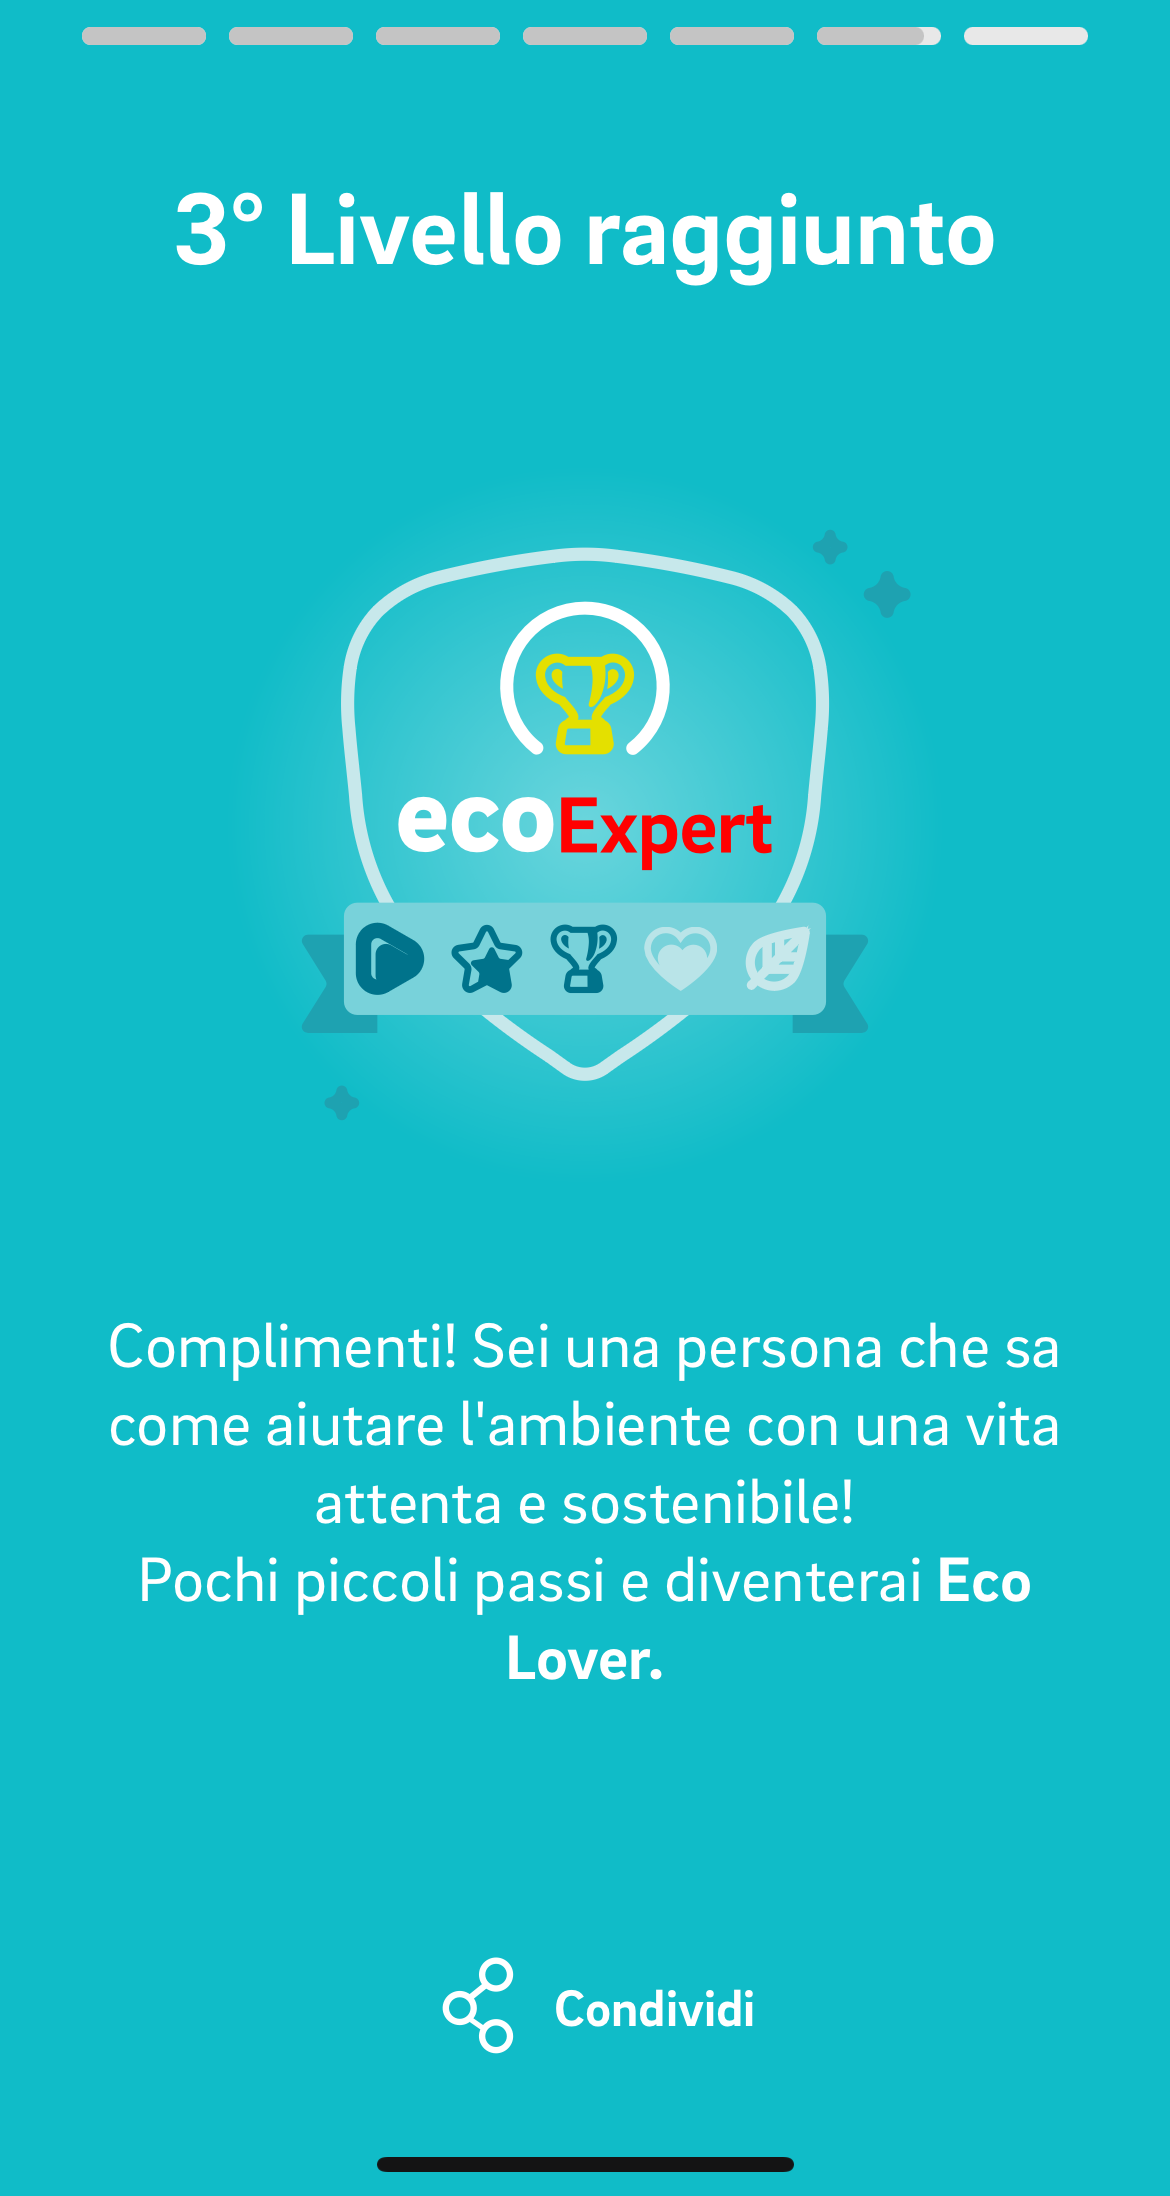 3° Livello raggiunto
ecoExpert
Complimenti! Sei una persona che sa
come aiutare l'ambiente con una vita
attenta e sostenibile!
Pochi piccoli passi e diventerai Eco
Lover.
Condividi